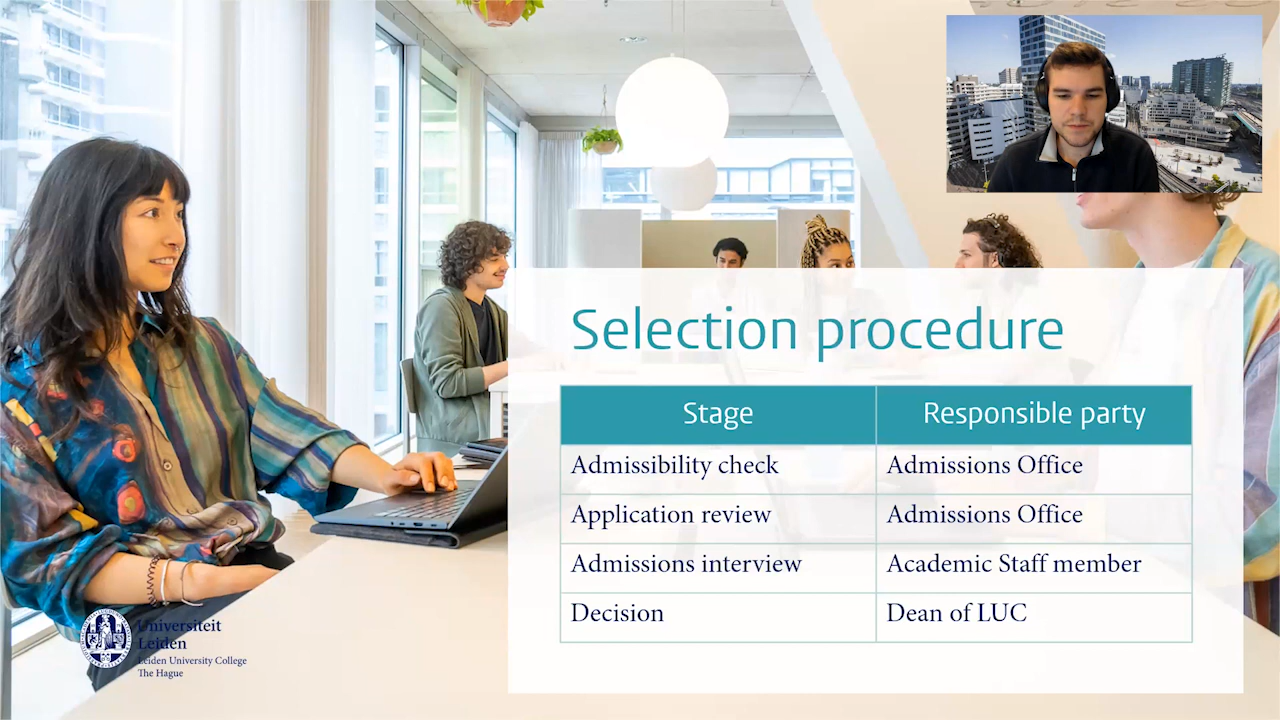 Selection procedure
Stage Responsible party
Admissibility check Admissions Office
Application review Admissions Office
Admissions interview Academic Staff member
Decision Dean of LUC
Universiteit
Leiden
Leiden University College
The Hague